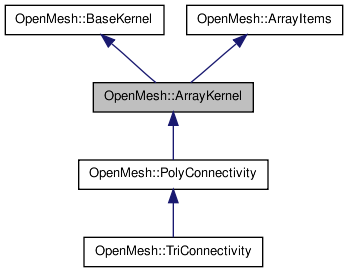 OpenMesh::BaseKernel
OpenMesh::ArrayItems
OpenMesh::ArrayKernel
OpenMesh::PolyConnectivity
OpenMesh::TriConnectivity